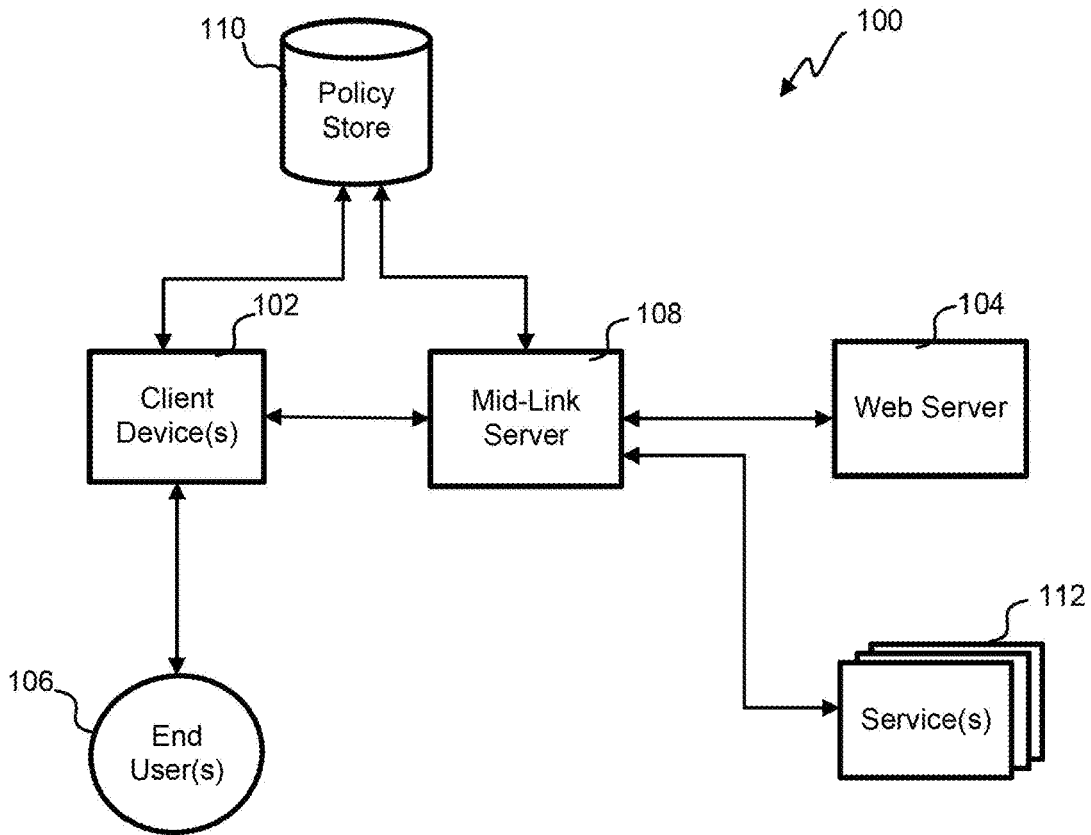 110
Policy
Store
100
102
Client
Device(s)
108
Mid-Link
Server
104
Web Server
112
Service(s)
106
End
User(s)